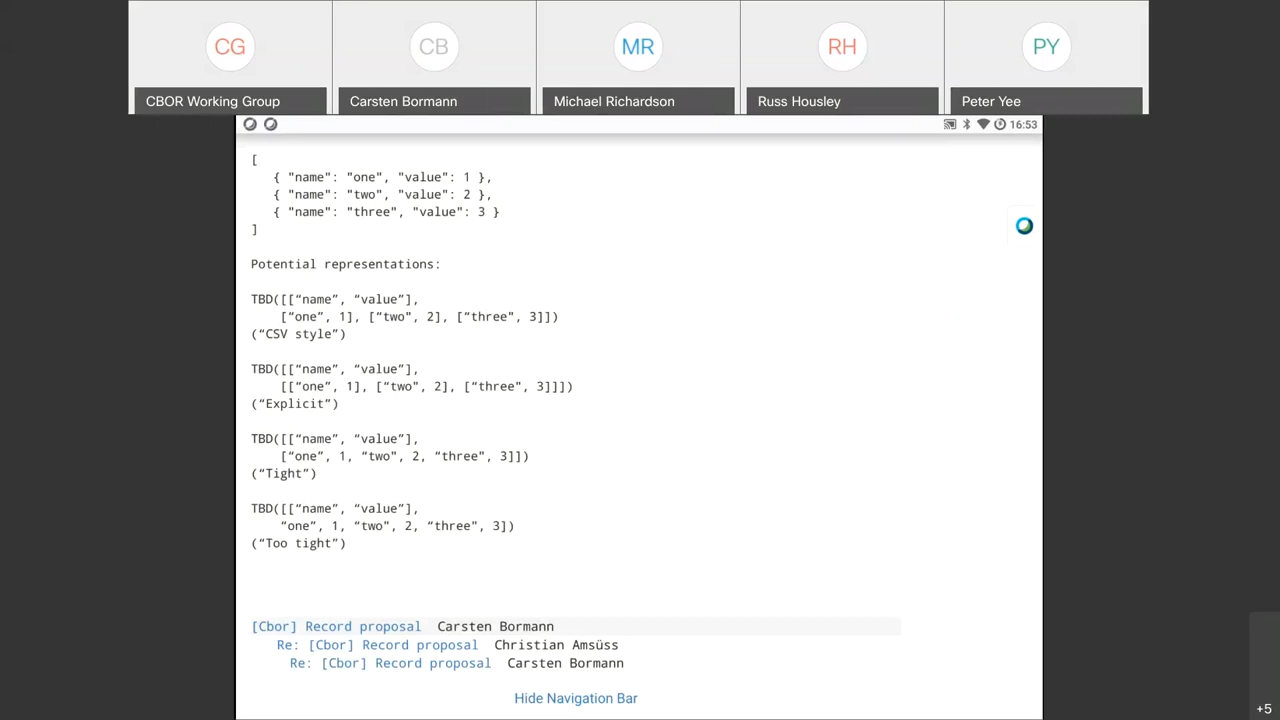 CG
CB
MR
RH
PY
CBOR Working Group
Carsten Bormann
Michael Richardson
Russ Housley
Peter Yee
16:53
[
{ "name": "one", "value": 1 },
{ "name": "two", "value": 2 },
{ "name": "three", "value": 3 }
]
Potential representations:
TBD([[“name”, “value”],
[“one”, 1], [“two", 2], [“three", 3]])
(“CSV style”)
TBD([[“name”, “value”],
[[“one”, 1], [“two", 2], [“three", 3]]])
(“Explicit”)
TBD([[“name”, “value”],
[“one”, 1, “two", 2, “three", 3]])
(“Tight”)
TBD([[“name”, “value”],
“one”, 1, “two" 2, “three", 3])
(“Too tight”)
[Cbor] Record proposal Carsten Bormann
Re: [Cbor] Record proposal Christian Amsüss
Re: [Cbor] Record proposal Carsten Bormann
Hide Navigation Bar
+5